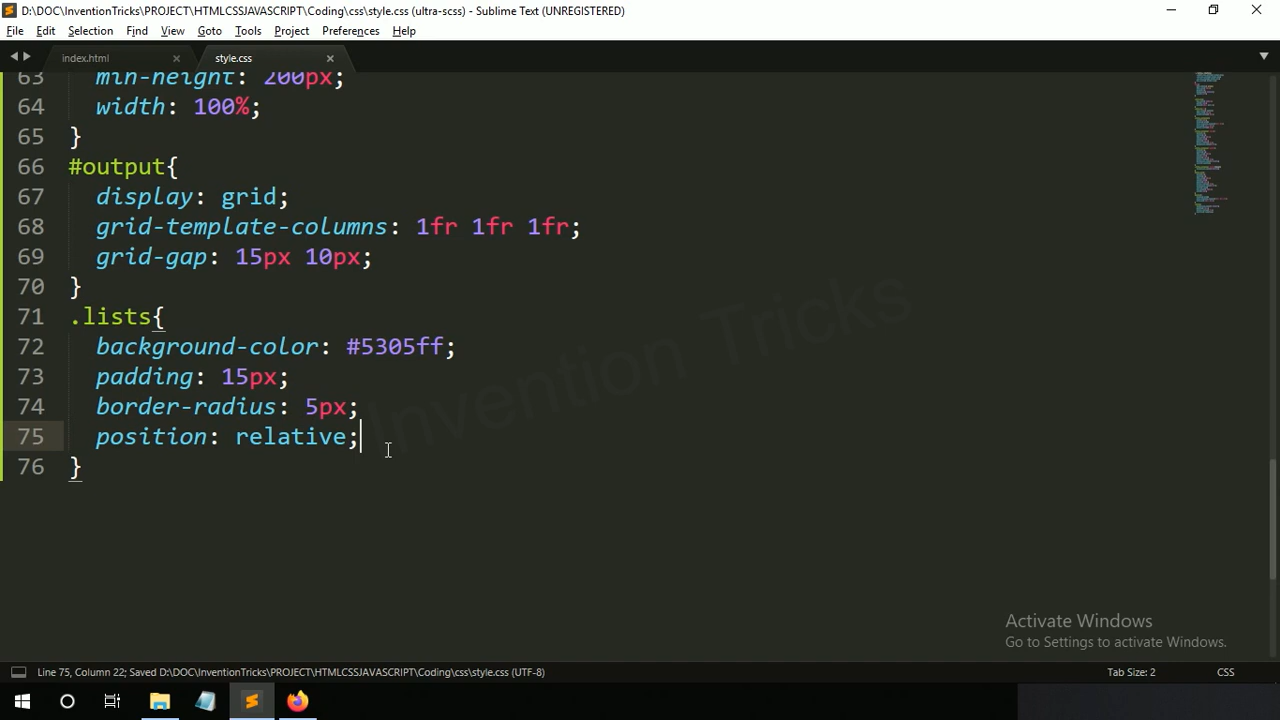 D:\DOC\InventionTricks\PROJECT\HTMLCSSJAVASCRIPT\Coding\css\style.css (ultra-scss) - Sublime Text (UNREGISTERED)
File Edit Selection Find View Goto Tools Project Preferences Help
index.html × style.css ×
63 min-height: 200px;
64 width: 100%;
65 }
66 #output{
67 display: grid;
68 grid-template-columns: 1fr 1fr 1fr;
69 grid-gap: 15px 10px;
70 }
71 .lists{
72 background-color: #5305ff;
73 padding: 15px;
74 border-radius: 5px;
75 position: relative;
76 }
Invention Tricks
Activate Windows
Go to Settings to activate Windows.
Line 75, Column 22; Saved D:\DOC\InventionTricks\PROJECT\HTMLCSSJAVASCRIPT\Coding\css\style.css (UTF-8) Tab Size: 2 CSS